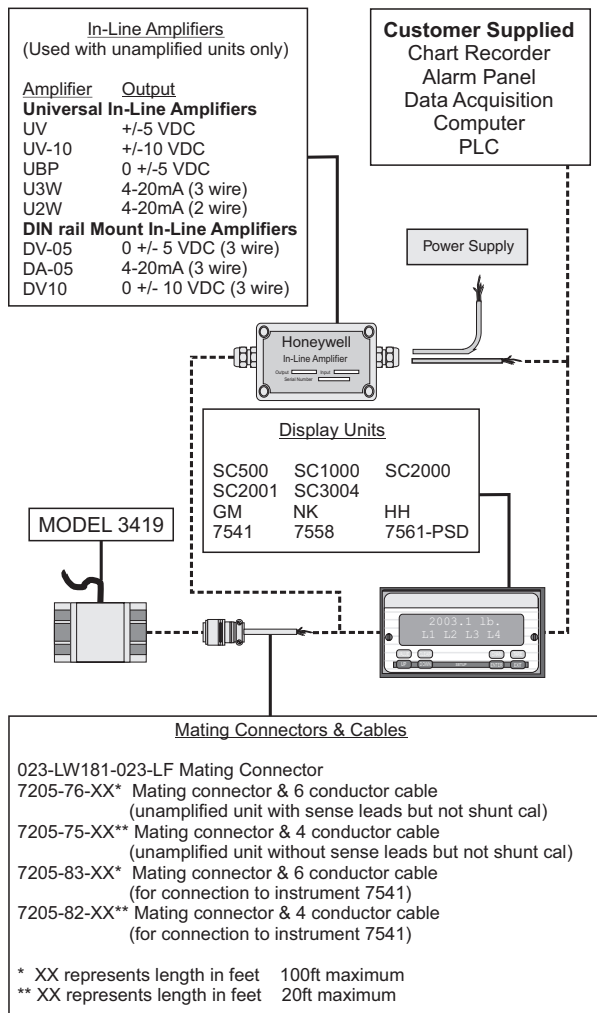 In-Line Amplifiers
(Used with unamplified units only)
Amplifier Output
Universal In-Line Amplifiers
UV +/-5 VDC
UV-10 +/-10 VDC
UBP 0 +/-5 VDC
U3W 4-20mA (3 wire)
U2W 4-20mA (2 wire)
DIN rail Mount In-Line Amplifiers
DV-05 0 +/- 5 VDC (3 wire)
DA-05 4-20mA (3 wire)
DV10 0 +/- 10 VDC (3 wire)
Customer Supplied
Chart Recorder
Alarm Panel
Data Acquisition
Computer
PLC
Power Supply
Honeywell
In-Line Amplifier
Output Input
Serial Number
Display Units
SC500 SC1000 SC2000
SC2001 SC3004
GM NK HH
7541 7558 7561-PSD
MODEL 3419
2003.1 lb.
L1 L2 L3 L4
UP DOWN SETUP ENTER EXIT
Mating Connectors & Cables
023-LW181-023-LF Mating Connector
7205-76-XX* Mating connector & 6 conductor cable
(unamplified unit with sense leads but not shunt cal)
7205-75-XX** Mating connector & 4 conductor cable
(unamplified unit without sense leads but not shunt cal)
7205-83-XX* Mating connector & 6 conductor cable
(for connection to instrument 7541)
7205-82-XX** Mating connector & 4 conductor cable
(for connection to instrument 7541)
* XX represents length in feet 100ft maximum
** XX represents length in feet 20ft maximum